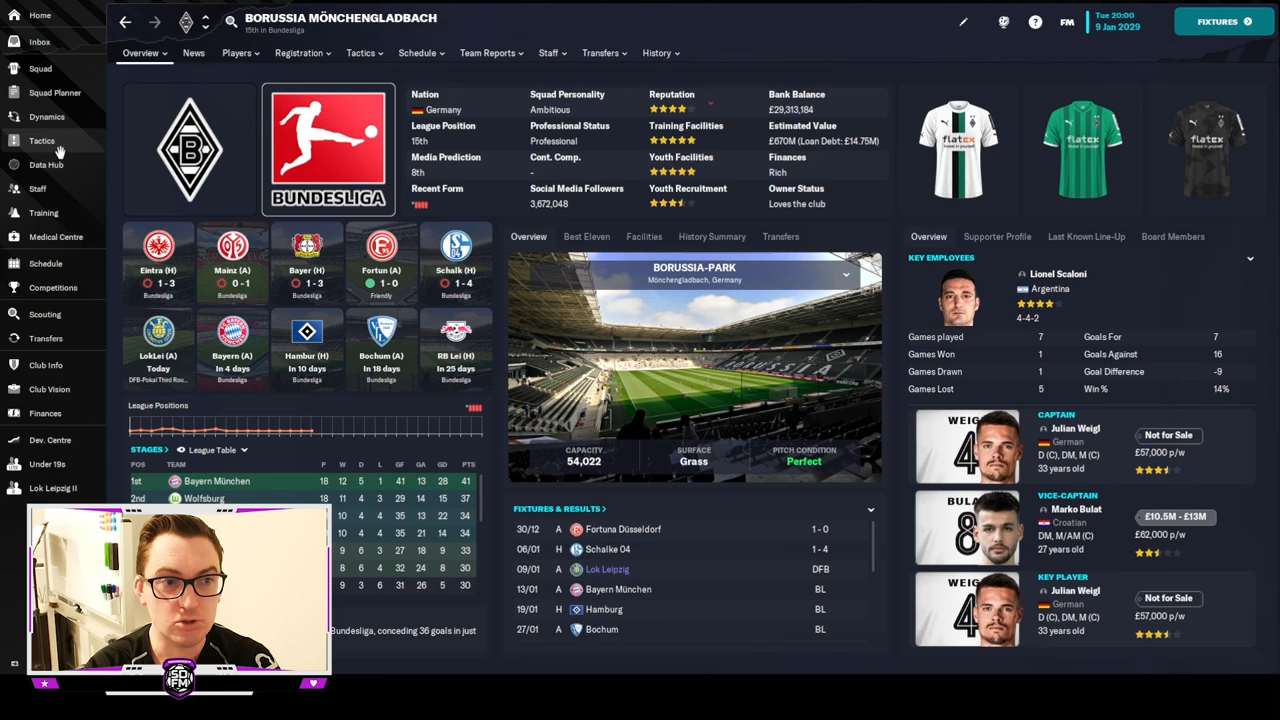 Home
Inbox
Squad
Squad Planner
Dynamics
Tactics
Data Hub
Staff
Training
Medical Centre
Schedule
Competitions
Scouting
Transfers
Club Info
Club Vision
Finances
Dev. Centre
Under 19s
Lok Leipzig II
BORUSSIA MÖNCHENGLADBACH
15th in Bundesliga
FM
Tue 20:00
9 Jan 2029
FIXTURES
Overview
News
Players
Registration
Tactics
Schedule
Team Reports
Staff
Transfers
History
BUNDESLIGA
Nation
Germany
League Position
15th
Media Prediction
8th
Recent Form
Squad Personality
Ambitious
Professional Status
Professional
Cont. Comp.
-
Social Media Followers
3,672,048
Reputation
Training Facilities
Youth Facilities
Youth Recruitment
Bank Balance
£29,313,184
Estimated Value
£670M (Loan Debt: £14.75M)
Finances
Rich
Owner Status
Loves the club
flatex
flatex
flatex
Eintra (H)
1 - 3
Bundesliga
Mainz (A)
0 - 1
Bundesliga
Bayer (H)
1 - 3
Bundesliga
Fortun (A)
1 - 0
Friendly
Schalk (H)
1 - 4
Bundesliga
LokLei (A)
Today
DFB-Pokal Third Rou...
Bayern (A)
In 4 days
Bundesliga
Hambur (H)
In 10 days
Bundesliga
Bochum (A)
In 18 days
Bundesliga
RB Lei (H)
In 25 days
Bundesliga
League Positions
STAGES > League Table
POS TEAM P W D L GF GA GD PTS
1st Bayern München 18 12 5 1 41 13 28 41
2nd Wolfsburg 18 11 4 3 29 14 15 37
10 4 4 35 13 22 34
10 4 4 35 22 13 34
9 6 3 27 18 9 33
8 6 4 32 24 8 30
9 3 6 31 26 5 30
Bundesliga, conceding 36 goals in just
SD
FM
Overview
Best Eleven
Facilities
History Summary
Transfers
BORUSSIA-PARK
Mönchengladbach, Germany
CAPACITY
54,022
SURFACE
Grass
PITCH CONDITION
Perfect
FIXTURES & RESULTS >
30/12 A Fortuna Düsseldorf 1 - 0
06/01 H Schalke 04 1 - 4
09/01 A Lok Leipzig DFB
13/01 A Bayern München BL
19/01 H Hamburg BL
27/01 A Bochum BL
Overview
Supporter Profile
Last Known Line-Up
Board Members
KEY EMPLOYEES
Lionel Scaloni
Argentina
4-4-2
Games played 7
Goals For 7
Games Won 1
Goals Against 16
Games Drawn 1
Goal Difference -9
Games Lost 5
Win % 14%
WEIG
4
CAPTAIN
Julian Weigl
German
D (C), DM, M (C)
33 years old
Not for Sale
£57,000 p/w
BULA
8
VICE-CAPTAIN
Marko Bulat
Croatian
DM, M/AM (C)
27 years old
£10.5M - £13M
£62,000 p/w
WEIG
4
KEY PLAYER
Julian Weigl
German
D (C), DM, M (C)
33 years old
Not for Sale
£57,000 p/w